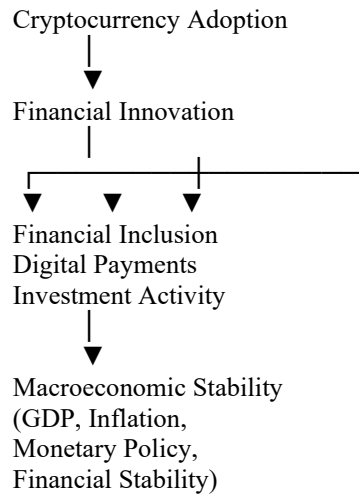 Cryptocurrency Adoption
Financial Innovation
Financial Inclusion
Digital Payments
Investment Activity
Macroeconomic Stability
(GDP, Inflation,
Monetary Policy,
Financial Stability)